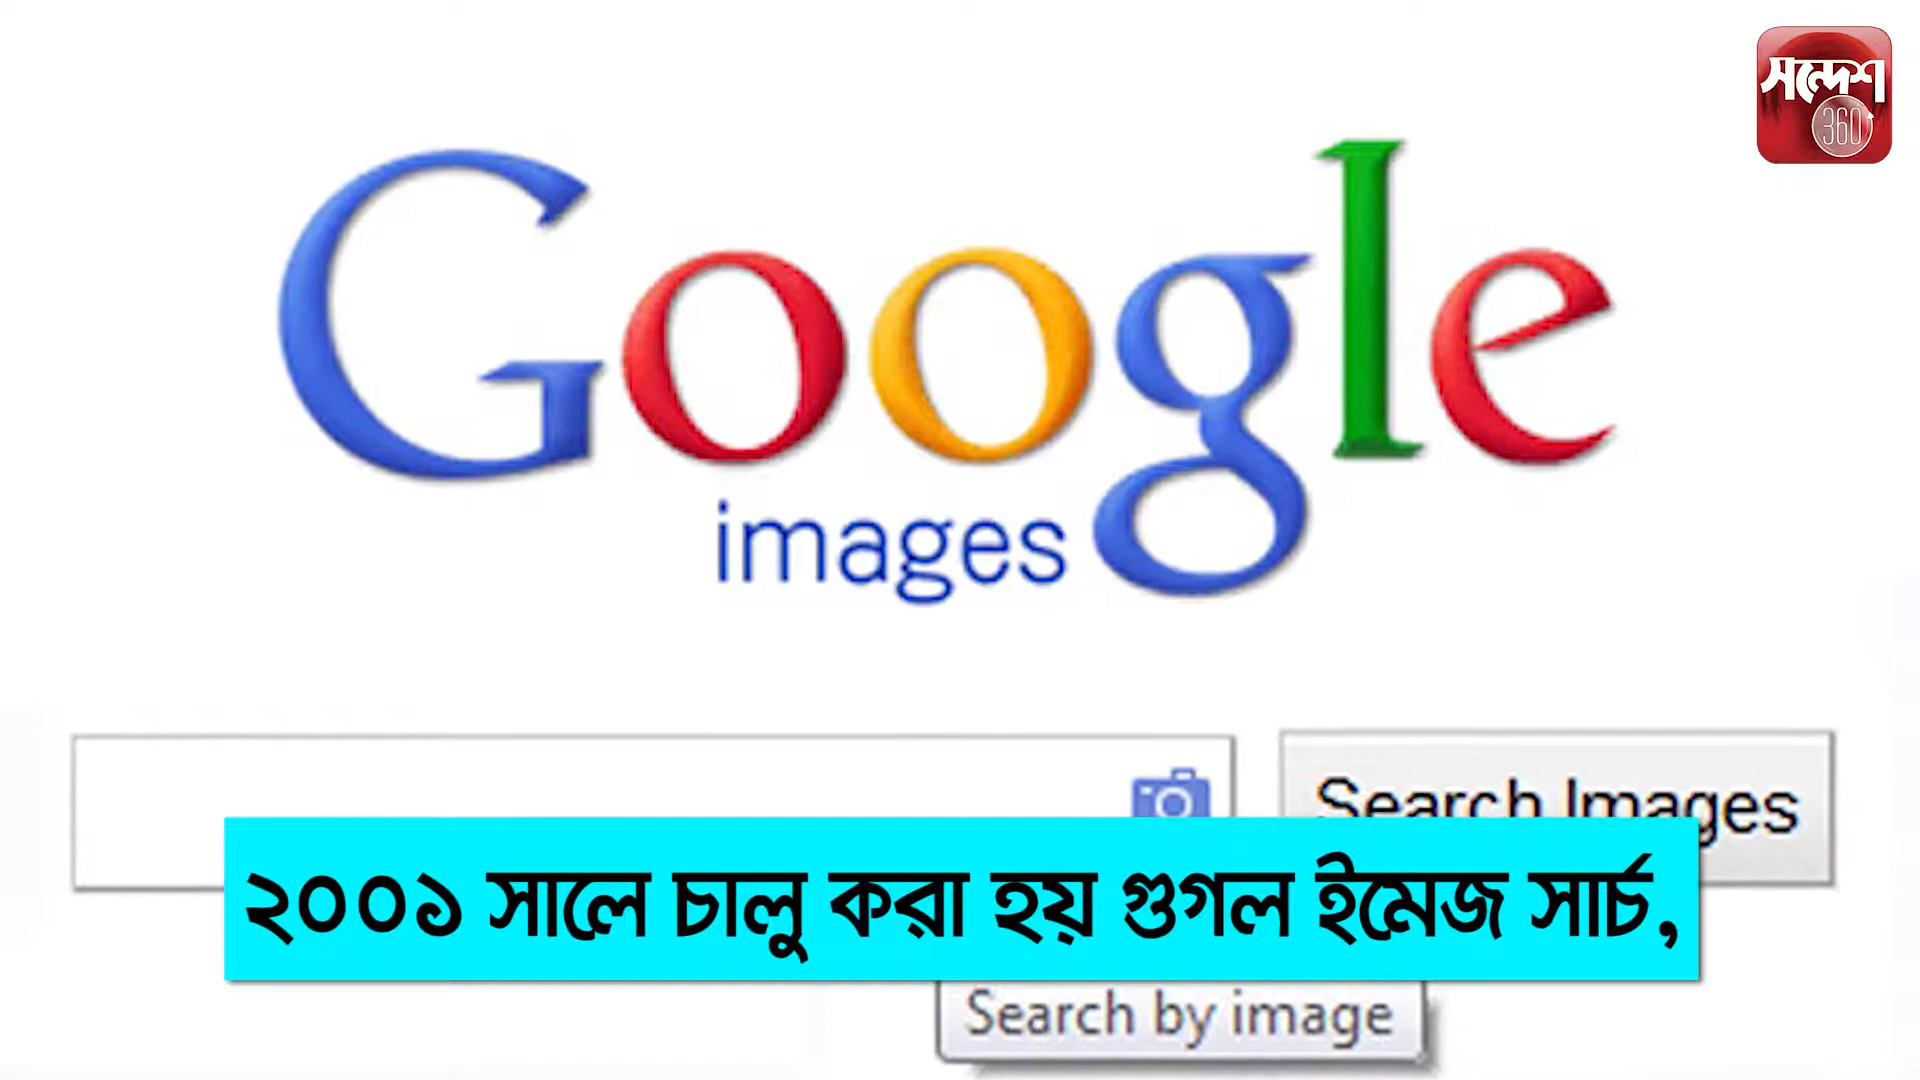 সন্দেশ
360
Google
images
Search Images
২০০১ সালে চালু করা হয় গুগল ইমেজ সার্চ,
Search by image